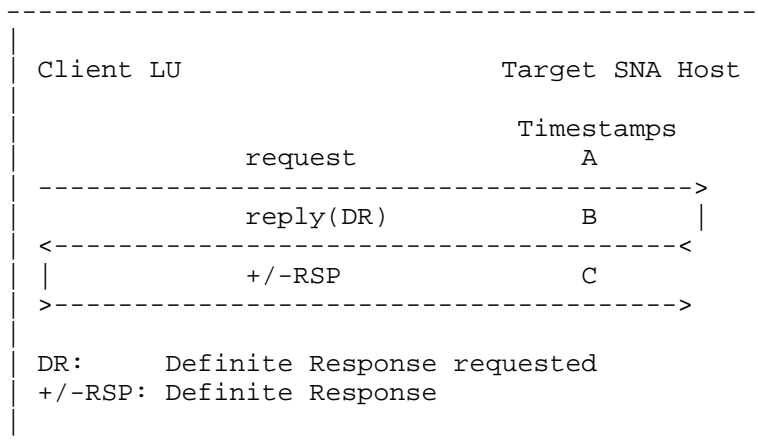 Client LU Target SNA Host
Timestamps
request A
reply(DR) B
+/-RSP C
DR: Definite Response requested
+/-RSP: Definite Response